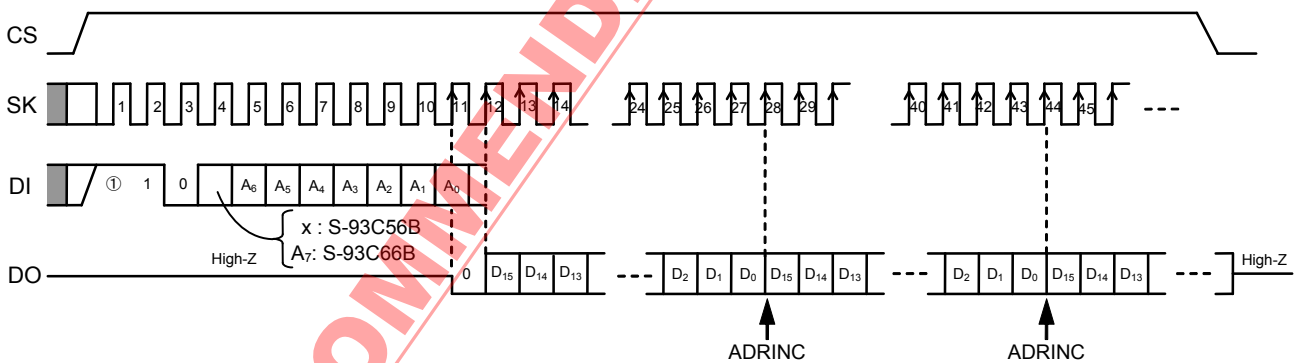 CS
SK 1 2 3 4 5 6 7 8 9 10 11 12 13 14 24 25 26 27 28 29 40 41 42 43 44 45
DI ① 1 0 A6 A5 A4 A3 A2 A1 A0
x : S-93C56B
A7: S-93C66B
High-Z
DO 0 D15 D14 D13 D2 D1 D0 D15 D14 D13 D2 D1 D0 D15 D14 D13 High-Z
ADRINC ADRINC
OMMEND